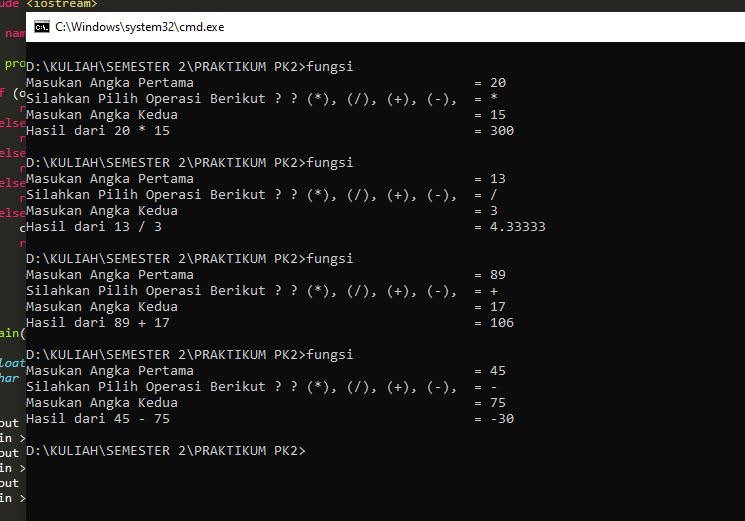 ude <iostream>
C:\Windows\system32\cmd.exe
nam
pro
f (o
r
else
r
else
r
else
r
else
c
r
ain(
loat
har
out
in >
out
in >
out
in >
D:\KULIAH\SEMESTER 2\PRAKTIKUM PK2>fungsi
Masukan Angka Pertama = 20
Silahkan Pilih Operasi Berikut ? ? (*), (/), (+), (-), = *
Masukan Angka Kedua = 15
Hasil dari 20 * 15 = 300
D:\KULIAH\SEMESTER 2\PRAKTIKUM PK2>fungsi
Masukan Angka Pertama = 13
Silahkan Pilih Operasi Berikut ? ? (*), (/), (+), (-), = /
Masukan Angka Kedua = 3
Hasil dari 13 / 3 = 4.33333
D:\KULIAH\SEMESTER 2\PRAKTIKUM PK2>fungsi
Masukan Angka Pertama = 89
Silahkan Pilih Operasi Berikut ? ? (*), (/), (+), (-), = +
Masukan Angka Kedua = 17
Hasil dari 89 + 17 = 106
D:\KULIAH\SEMESTER 2\PRAKTIKUM PK2>fungsi
Masukan Angka Pertama = 45
Silahkan Pilih Operasi Berikut ? ? (*), (/), (+), (-), = -
Masukan Angka Kedua = 75
Hasil dari 45 - 75 = -30
D:\KULIAH\SEMESTER 2\PRAKTIKUM PK2>